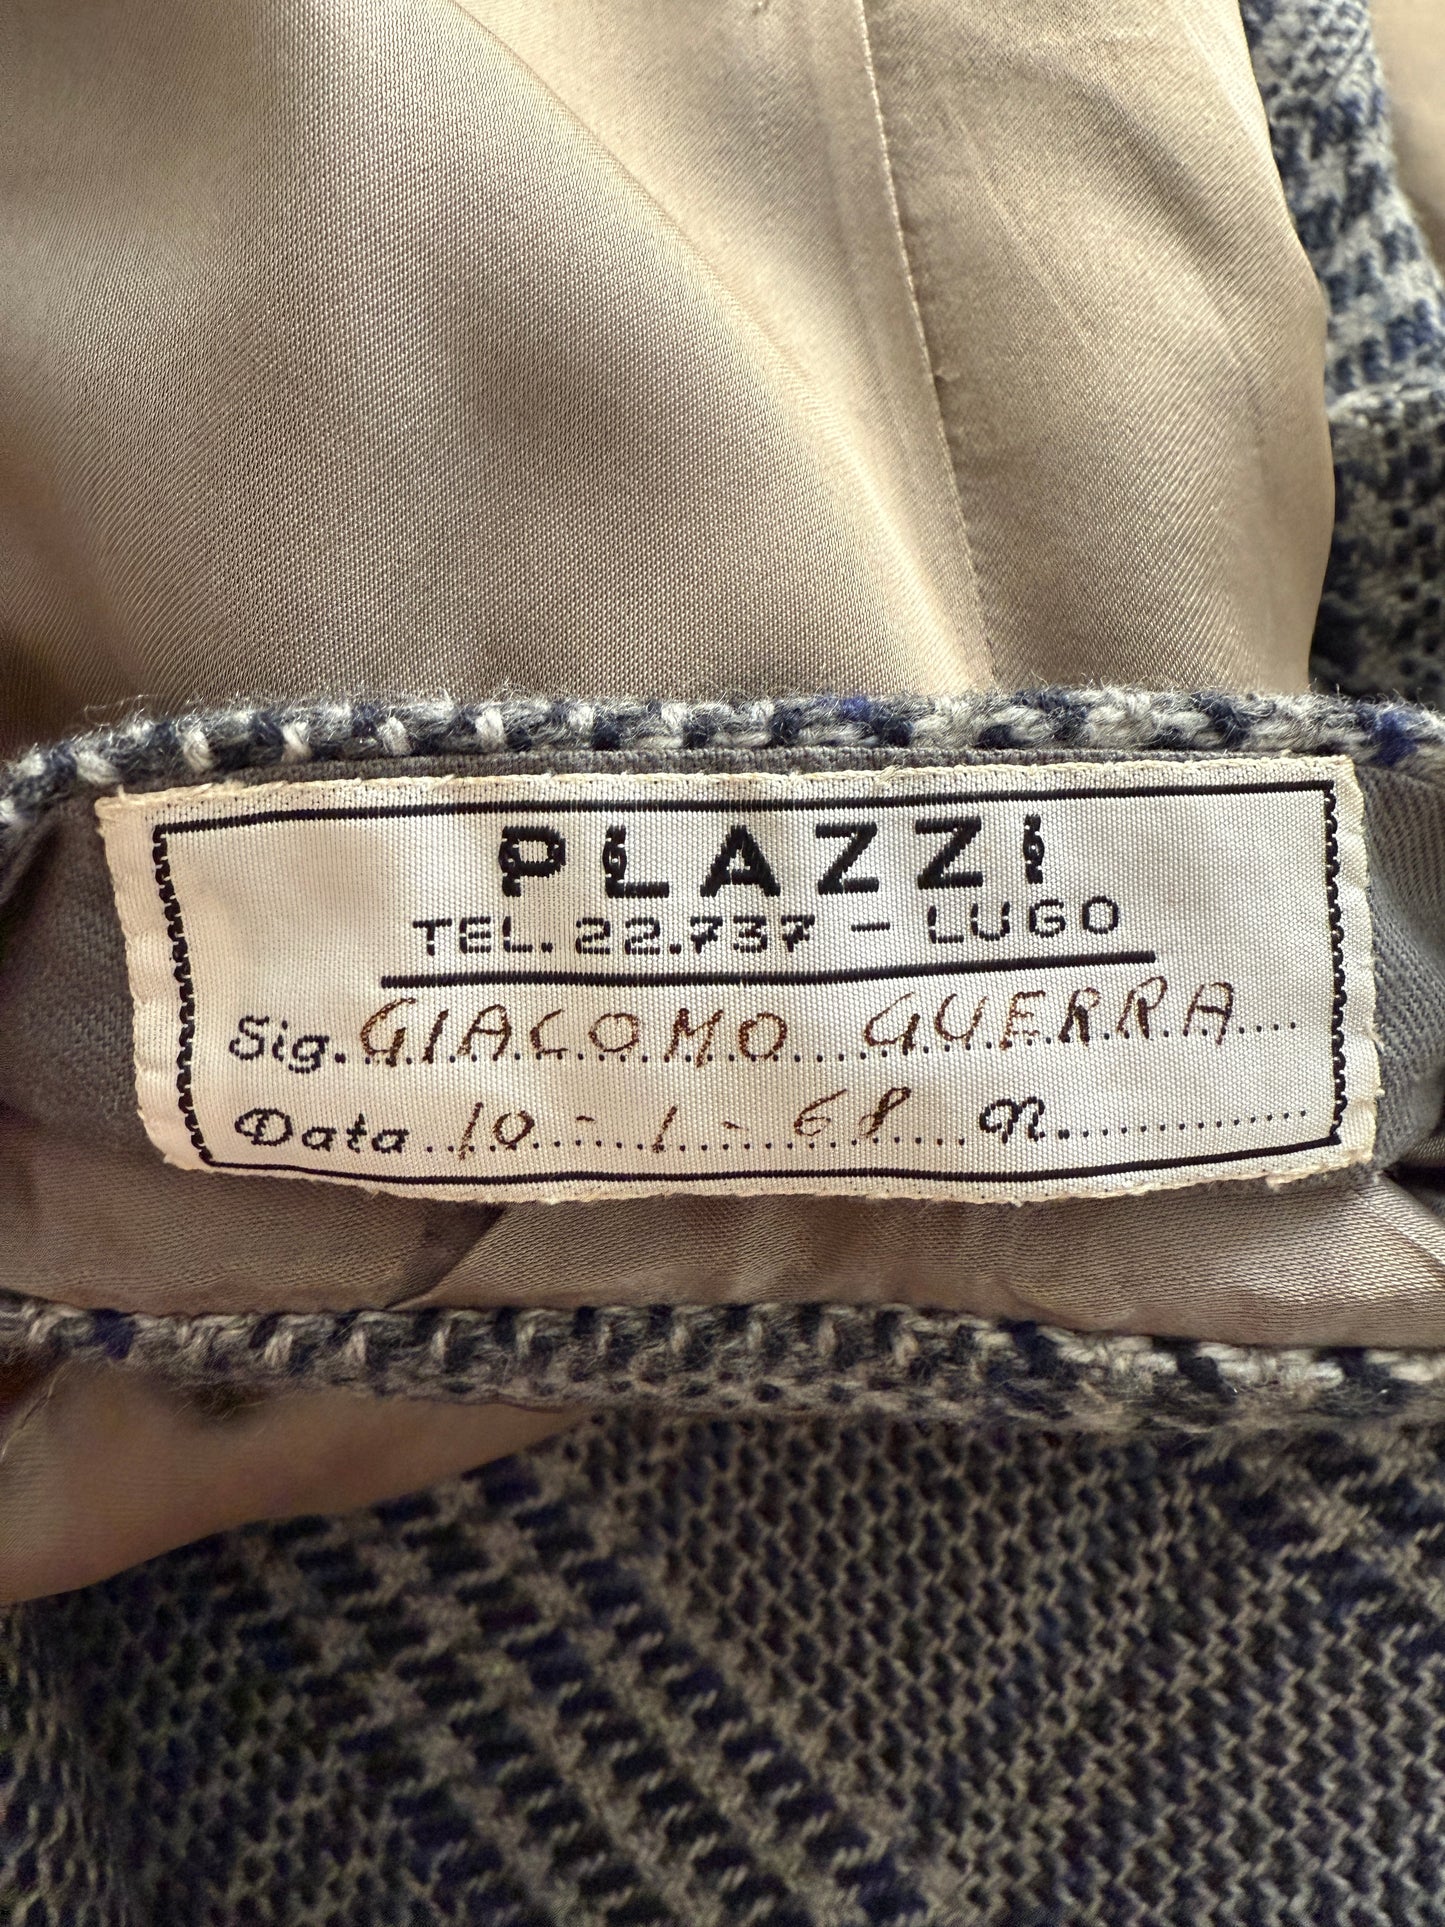 PLAZZI
TEL. 22.737 - LUGO
Sig. GIACOMO GUERRA
Data 10-1-68 N.